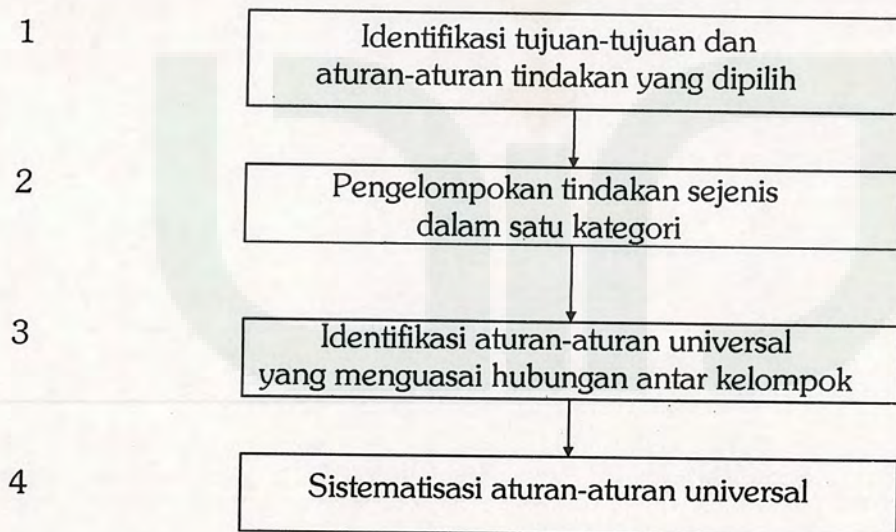 1
Identifikasi tujuan-tujuan dan
aturan-aturan tindakan yang dipilih
2
Pengelompokan tindakan sejenis
dalam satu kategori
3
Identifikasi aturan-aturan universal
yang menguasai hubungan antar kelompok
4
Sistematisasi aturan-aturan universal